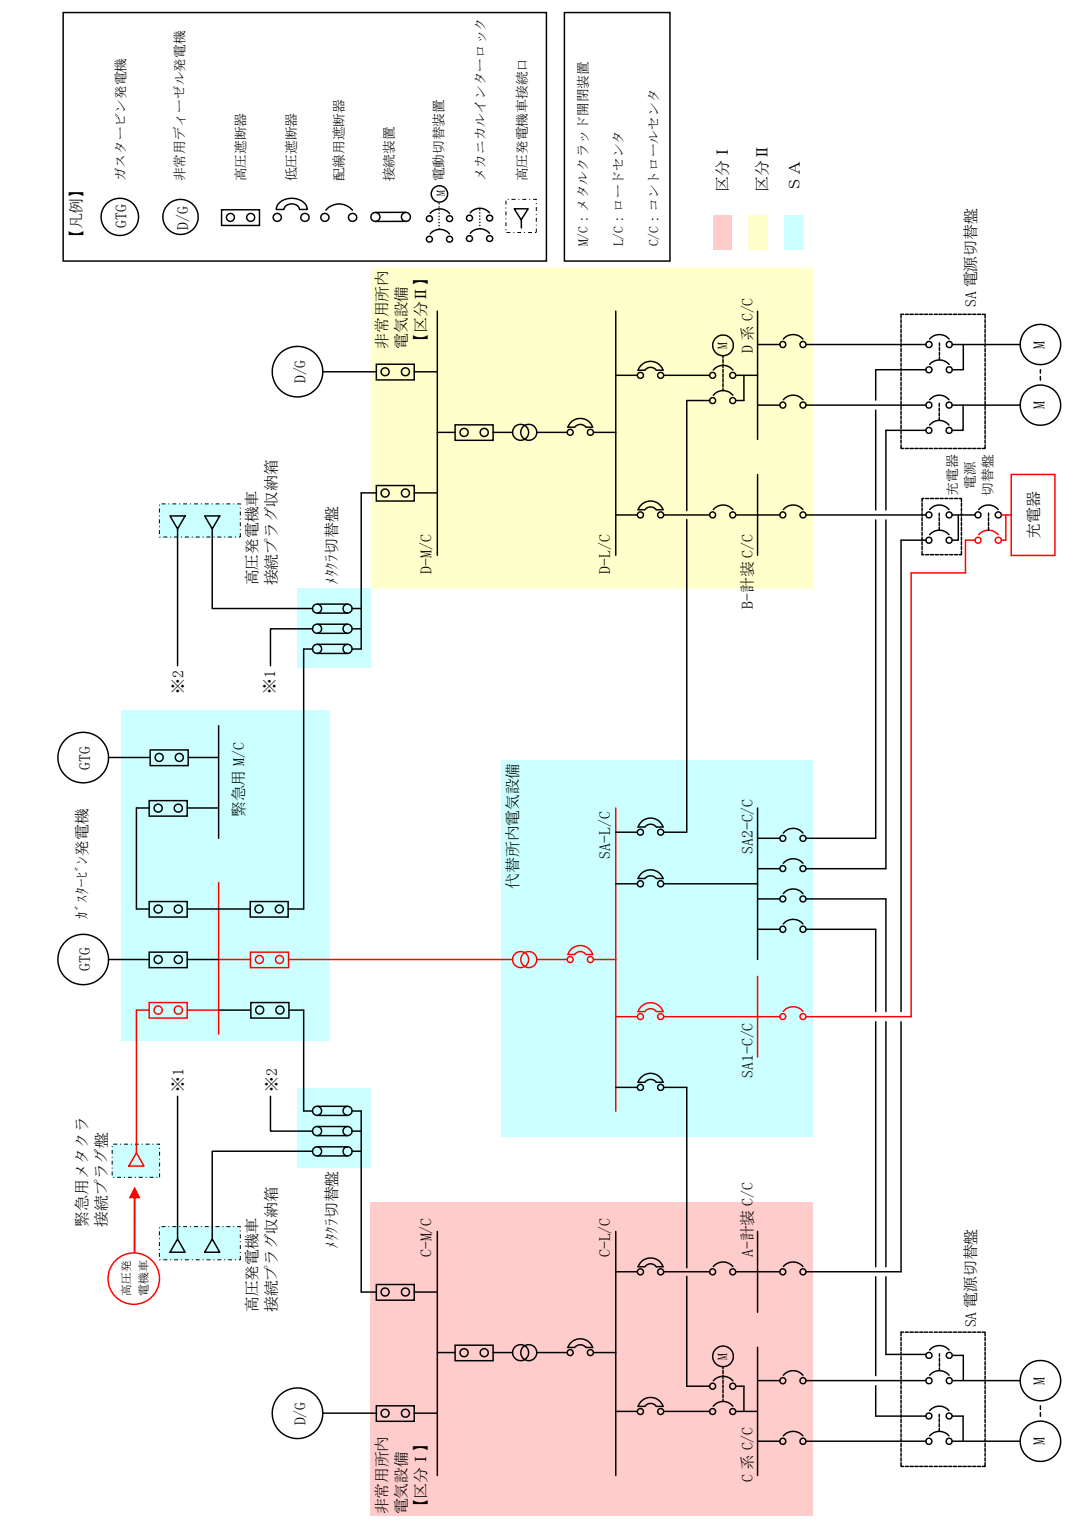 【凡例】
GTG
ガスタービン発電機
D/G
非常用ディーゼル発電機
高圧遮断器
低圧遮断器
配線用遮断器
接続装置
M
電動切替装置
メカニカルインターロック
高圧発電機車接続口
M/C：メタルクラッド開閉装置
L/C：ロードセンタ
C/C：コントロールセンタ
区分Ⅰ
区分Ⅱ
ＳＡ
緊急用メタクラ
接続プラグ盤
高圧発
電機車
※1
高圧発電機車
接続プラグ収納箱
※2
ﾒﾀｸﾗ切替盤
GTG
ｶﾞｽﾀｰﾋﾞﾝ発電機
GTG
緊急用 M/C
※2
※1
高圧発電機車
接続プラグ収納箱
ﾒﾀｸﾗ切替盤
D/G
非常用所内
電気設備
【区分Ⅰ】
C-M/C
C-L/C
M
C 系 C/C
A-計装 C/C
代替所内電気設備
SA-L/C
SA1-C/C
SA2-C/C
D/G
非常用所内
電気設備
【区分Ⅱ】
D-M/C
D-L/C
M
B-計装 C/C
D 系 C/C
SA 電源切替盤
M
M
充電器
電源
切替盤
充電器
SA 電源切替盤
M
M